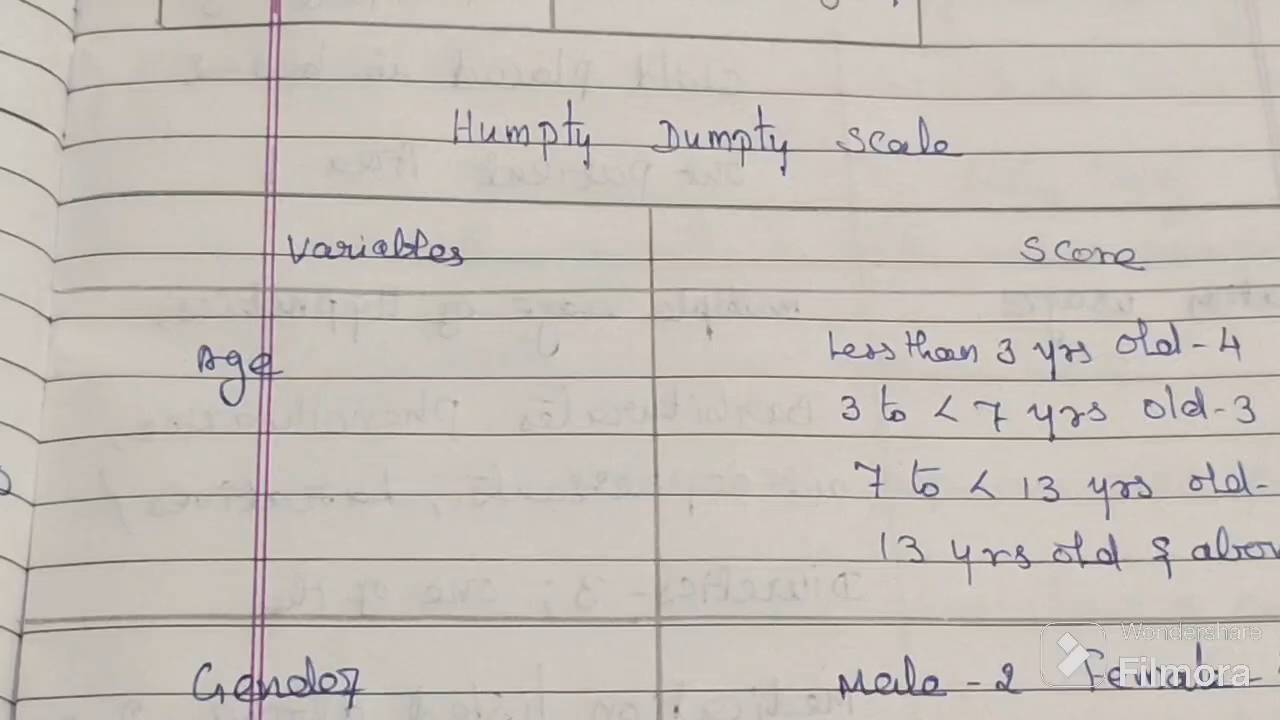 Humpty Dumpty Scale
Variables Score
Age Less than 3 yrs old - 4
3 to < 7 yrs old - 3
7 to < 13 yrs old -
13 yrs old & abov
Gender Male - 2 Female -
Wondershare
Filmora